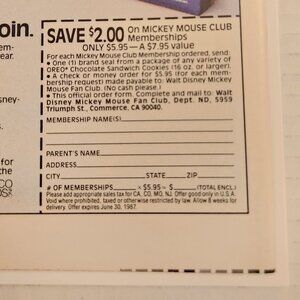 oin.
em-
ear.
sney-
for
the
CO
SAVE $2.00 ON MICKEY MOUSE CLUB
Memberships
ONLY $5.95 — A $7.95 value
For each Mickey Mouse Club Membership ordered, send:
• One (1) brand seal from a package of any variety of
OREO® Chocolate Sandwich Cookies (16 oz. or larger).
• A check or money order for $5.95 (for each mem-
bership request made payable to: Walt Disney Mickey
Mouse Fan Club. (No cash please.)
• This official order form. Complete and mail to: Walt
Disney Mickey Mouse Fan Club, Dept. ND, 5959
Triumph St., Commerce, CA 90040.
MEMBERSHIP NAME(S)
PARENT'S NAME
ADDRESS
CITY STATE ZIP
# OF MEMBERSHIPS × $5.95 = $ (TOTAL ENCL.)
Please add appropriate sales tax for CA, CO, MO, NJ. Offer good only in U.S.A.
Void where prohibited, taxed or otherwise restricted by law. Allow 8 weeks for
delivery. Offer expires June 30, 1987.